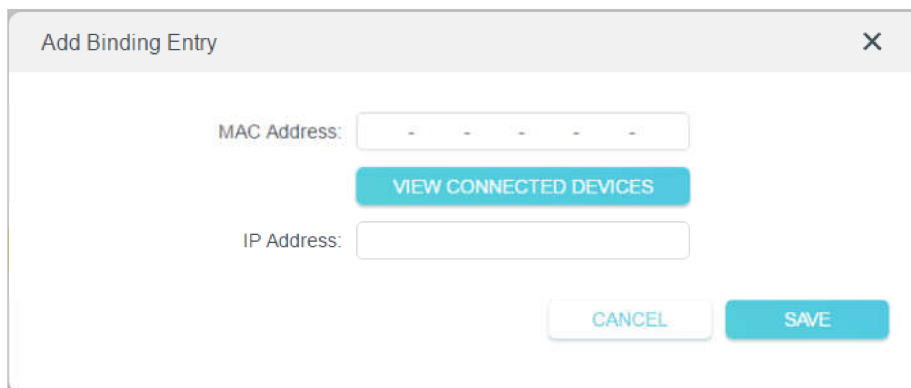 Add Binding Entry
MAC Address: - - - - -
VIEW CONNECTED DEVICES
IP Address:
CANCEL SAVE